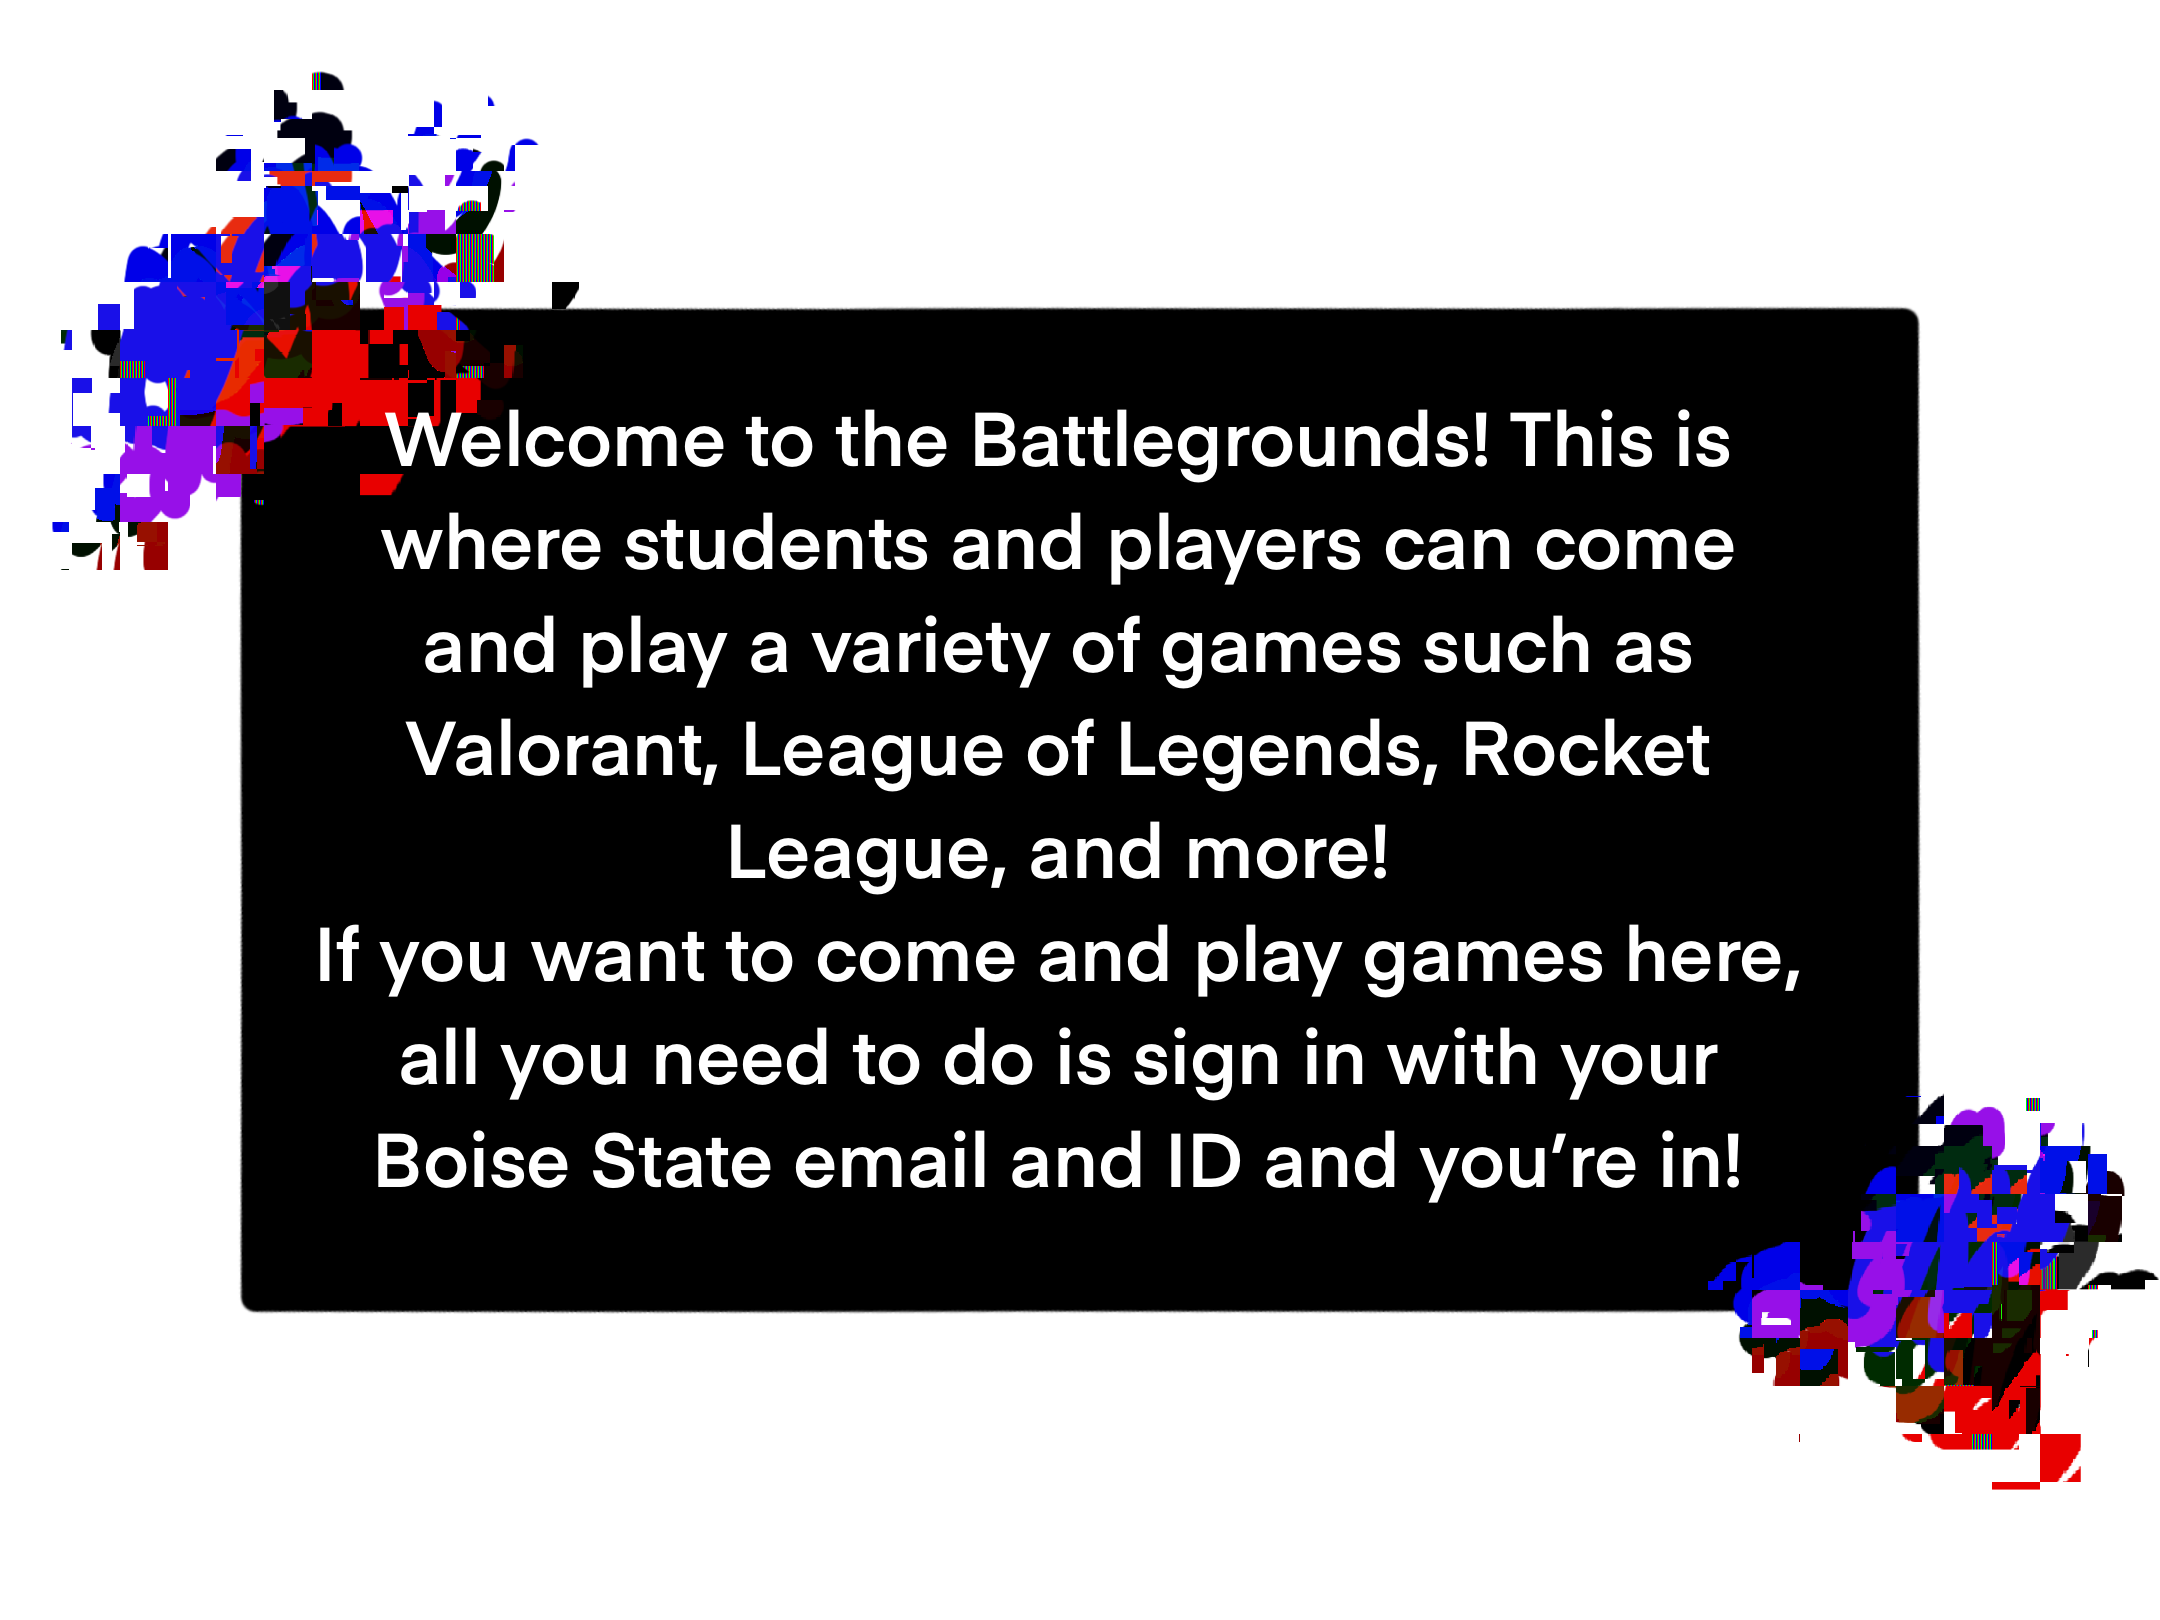 Welcome to the Battlegrounds! This is
where students and players can come
and play a variety of games such as
Valorant, League of Legends, Rocket
League, and more!
If you want to come and play games here,
all you need to do is sign in with your
Boise State email and ID and you’re in!